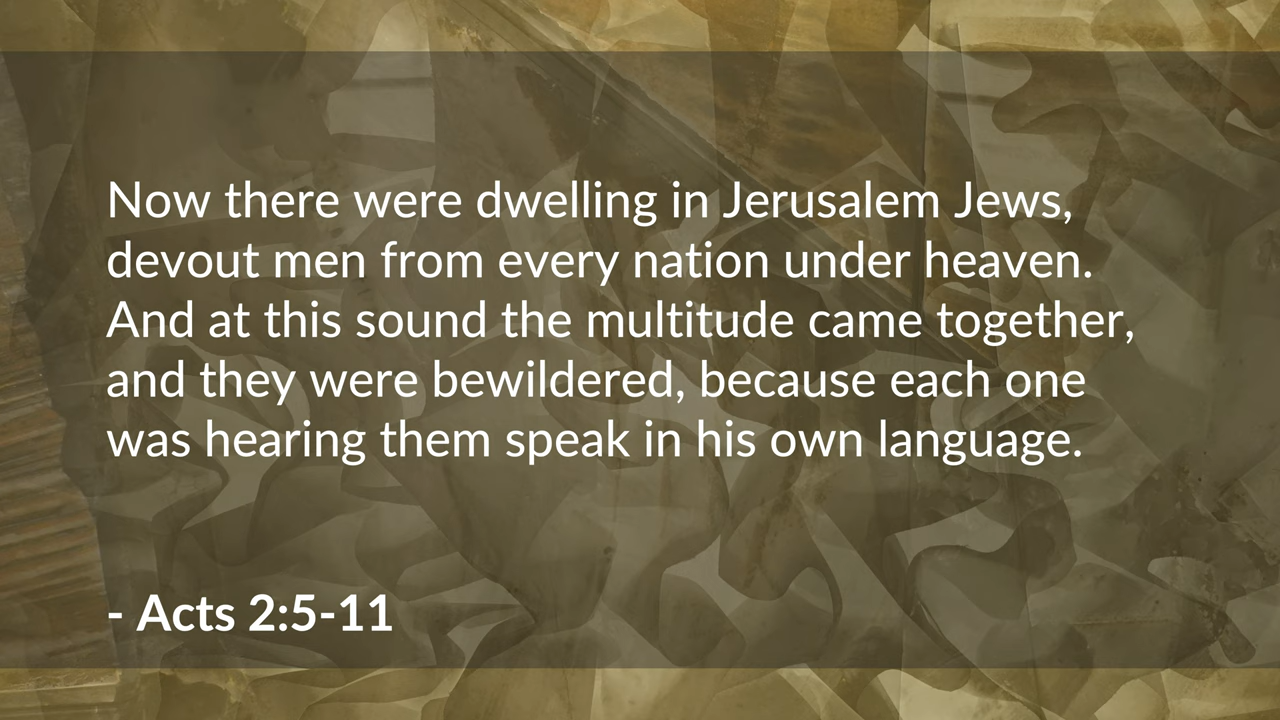 Now there were dwelling in Jerusalem Jews,
devout men from every nation under heaven.
And at this sound the multitude came together,
and they were bewildered, because each one
was hearing them speak in his own language.
- Acts 2:5-11